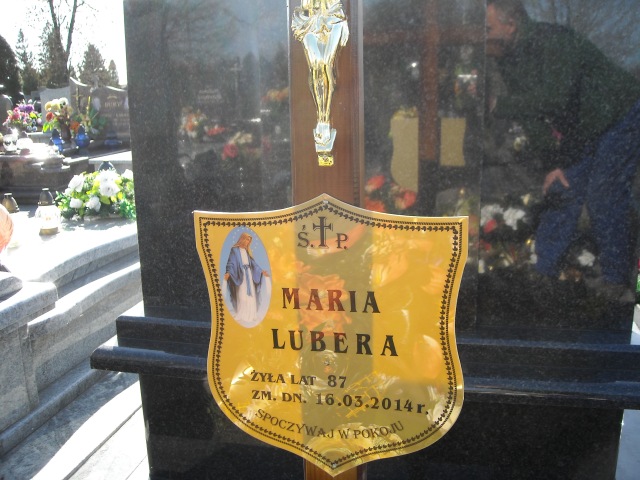 Ś. † P.
MARIA
LUBERA
ŻYŁA LAT 87
ZM. DN. 16.03.2014 r.
SPOCZYWAJ W POKOJU